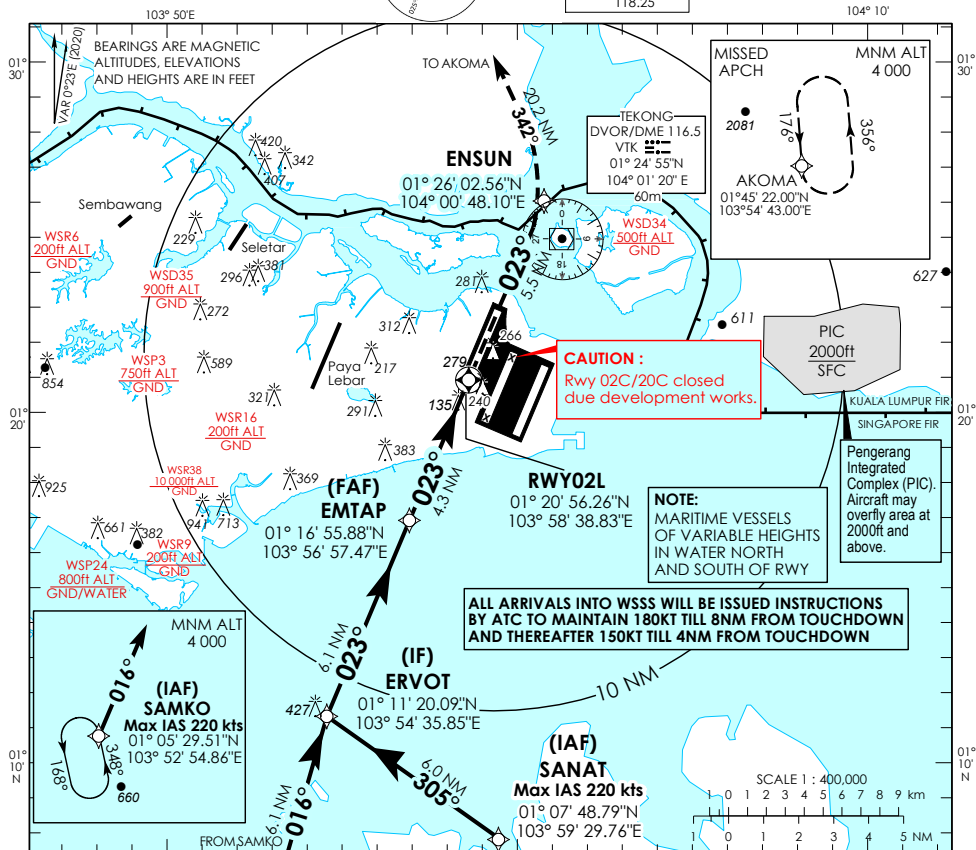 118.25
025°
103° 50'E
104° 10'
01°
30'
VAR 0°23'E (2020)
BEARINGS ARE MAGNETIC
ALTITUDES, ELEVATIONS
AND HEIGHTS ARE IN FEET
TO AKOMA
20.2 NM
342°
MISSED
APCH
MNM ALT
4 000
2081
176°
356°
AKOMA
01°45' 22.00"N
103°54' 43.00"E
01°
30'
TEKONG
DVOR/DME 116.5
VTK
01° 24' 55"N
104° 01' 20" E
60m
ENSUN
01° 26' 02.56"N
104° 00' 48.10"E
420
342
407
Sembawang
229
Seletar
WSR6
200ft ALT
GND
WSD35
900ft ALT
GND
296
381
272
0
9
18
27
WSD34
500ft ALT
GND
023°
5.5 NM
281
312
266
611
627
PIC
2000ft
SFC
WSP3
750ft ALT
GND
854
589
217
Paya
Lebar
279
240
135
321
291
CAUTION :
Rwy 02C/20C closed
due development works.
KUALA LUMPUR FIR
SINGAPORE FIR
01°
20'
01°
20'
WSR16
200ft ALT
GND
383
369
WSR38
10 000ft ALT
GND
925
941
713
661
382
WSR9
200ft ALT
GND
WSP24
800ft ALT
GND/WATER
023°
4.3 NM
(FAF)
EMTAP
01° 16' 55.88"N
103° 56' 57.47"E
RWY02L
01° 20' 56.26"N
103° 58' 38.83"E
Pengerang
Integrated
Complex (PIC).
Aircraft may
overfly area at
2000ft and
above.
NOTE:
MARITIME VESSELS
OF VARIABLE HEIGHTS
IN WATER NORTH
AND SOUTH OF RWY
ALL ARRIVALS INTO WSSS WILL BE ISSUED INSTRUCTIONS
BY ATC TO MAINTAIN 180KT TILL 8NM FROM TOUCHDOWN
AND THEREAFTER 150KT TILL 4NM FROM TOUCHDOWN
MNM ALT
4 000
016°
(IAF)
SAMKO
Max IAS 220 kts
01° 05' 29.51"N
103° 52' 54.86"E
168°
348°
660
6.1 NM
023°
(IF)
ERVOT
01° 11' 20.09"N
103° 54' 35.85"E
427
10 NM
6.0 NM
305°
(IAF)
SANAT
Max IAS 220 kts
01° 07' 48.79"N
103° 59' 29.76"E
6.1 NM
016°
FROM SAMKO
01°
10'
N
01°
10'
N
SCALE 1 : 400,000
1 0 1 2 3 4 5 6 7 8 9 km
1 0 1 2 3 4 5 NM